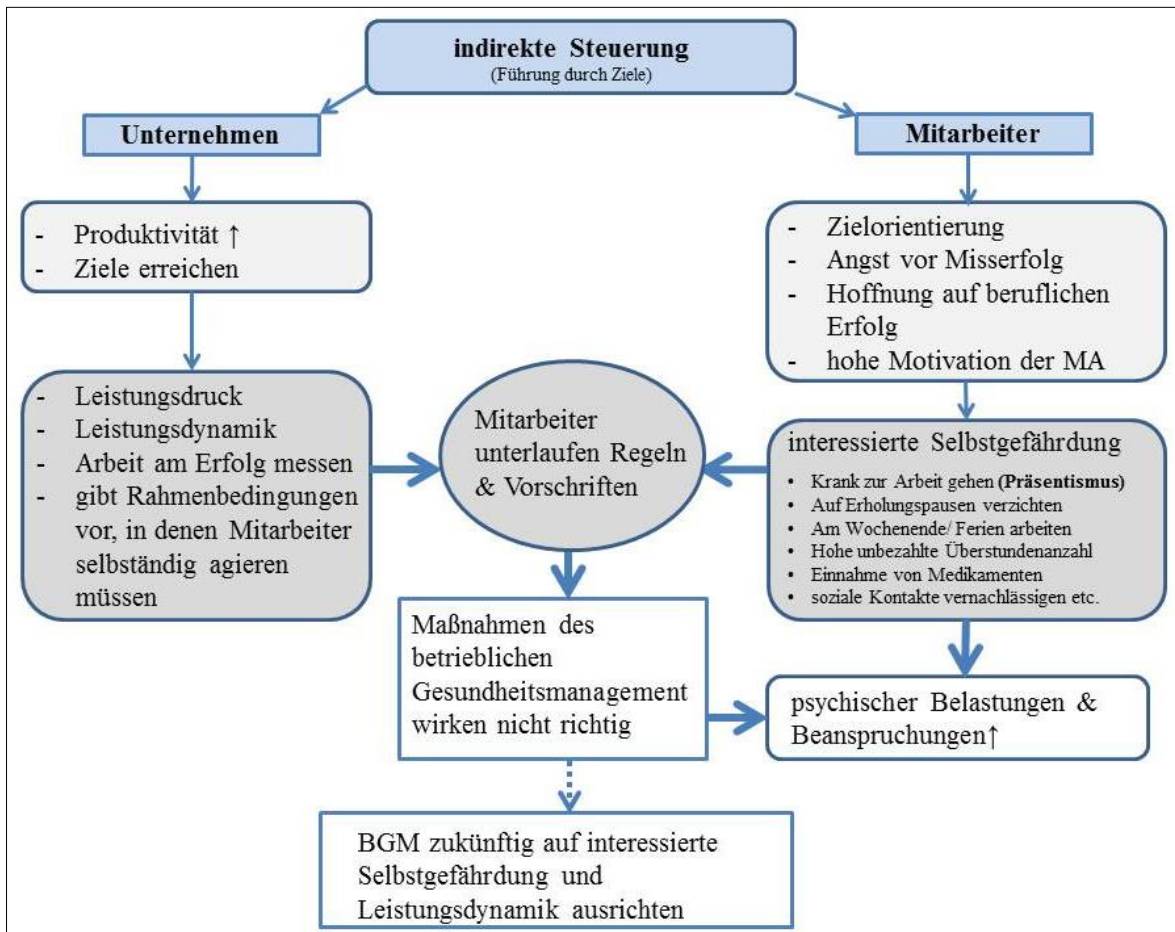 indirekte Steuerung
(Führung durch Ziele)
Unternehmen
Mitarbeiter
- Produktivität ↑
- Ziele erreichen
- Zielorientierung
- Angst vor Misserfolg
- Hoffnung auf beruflichen
Erfolg
- hohe Motivation der MA
- Leistungsdruck
- Leistungsdynamik
- Arbeit am Erfolg messen
- gibt Rahmenbedingungen
vor, in denen Mitarbeiter
selbständig agieren
müssen
Mitarbeiter
unterlaufen Regeln
& Vorschriften
interessierte Selbstgefährdung
• Krank zur Arbeit gehen (Präsentismus)
• Auf Erholungspausen verzichten
• Am Wochenende/ Ferien arbeiten
• Hohe unbezahlte Überstundenanzahl
• Einnahme von Medikamenten
• soziale Kontakte vernachlässigen etc.
Maßnahmen des
betrieblichen
Gesundheitsmanagement
wirken nicht richtig
psychischer Belastungen &
Beanspruchungen↑
BGM zukünftig auf interessierte
Selbstgefährdung und
Leistungsdynamik ausrichten